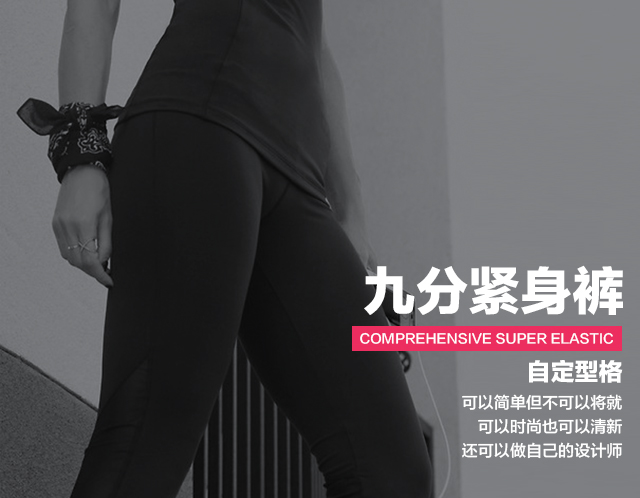 九分紧身裤
COMPREHENSIVE SUPER ELASTIC
自定型格
可以简单但不可以将就
可以时尚也可以清新
还可以做自己的设计师